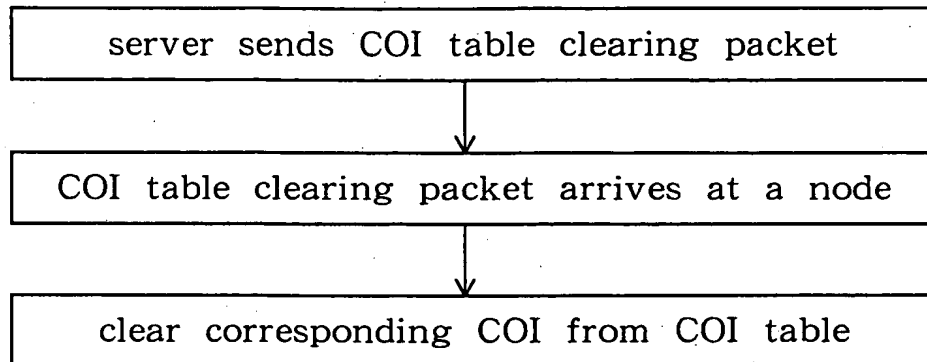 server sends COI table clearing packet
COI table clearing packet arrives at a node
clear corresponding COI from COI table